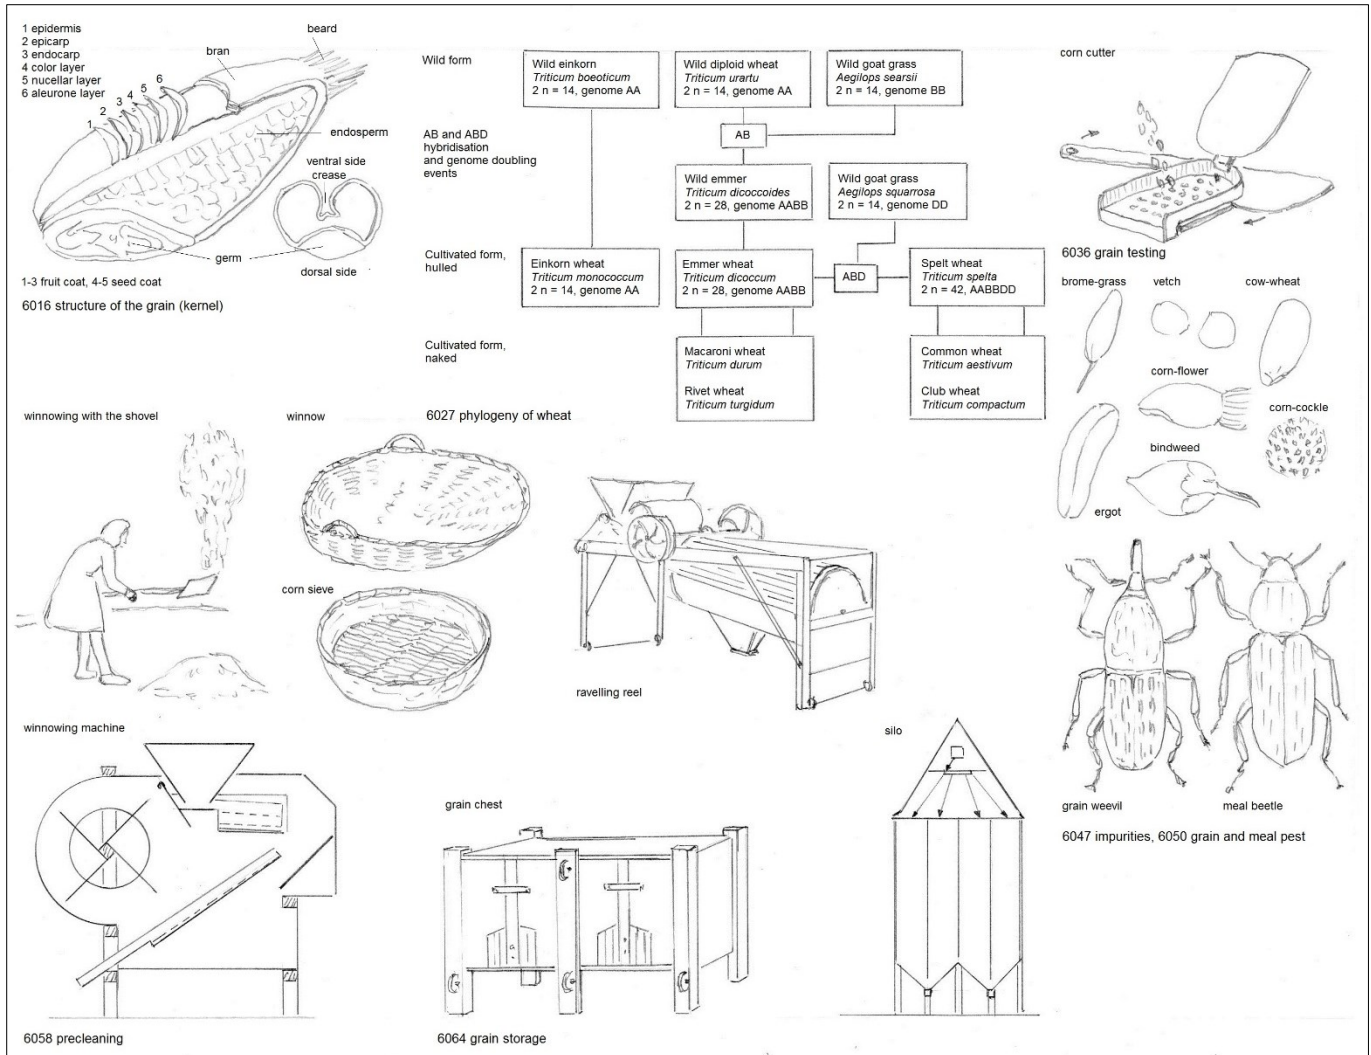 1 epidermis
2 epicarp
3 endocarp
4 color layer
5 nucellar layer
6 aleurone layer
beard
bran
6
5
4
3
2
1
endosperm
ventral side
crease
germ
dorsal side
1-3 fruit coat, 4-5 seed coat
6016 structure of the grain (kernel)
Wild form
Wild einkorn
Triticum boeoticum
2 n = 14, genome AA
Wild diploid wheat
Triticum urartu
2 n = 14, genome AA
Wild goat grass
Aegilops searsii
2 n = 14, genome BB
AB and ABD
hybridisation
and genome doubling
events
AB
Wild emmer
Triticum dicoccoides
2 n = 28, genome AABB
Wild goat grass
Aegilops squarrosa
2 n = 14, genome DD
Cultivated form,
hulled
Einkorn wheat
Triticum monococcum
2 n = 14, genome AA
Emmer wheat
Triticum dicoccum
2 n = 28, genome AABB
ABD
Spelt wheat
Triticum spelta
2 n = 42, AABBDD
Cultivated form,
naked
Macaroni wheat
Triticum durum
Rivet wheat
Triticum turgidum
Common wheat
Triticum aestivum
Club wheat
Triticum compactum
6027 phylogeny of wheat
corn cutter
6036 grain testing
brome-grass
vetch
cow-wheat
corn-flower
corn-cockle
bindweed
ergot
grain weevil
meal beetle
6047 impurities, 6050 grain and meal pest
winnowing with the shovel
winnow
corn sieve
ravelling reel
winnowing machine
6058 precleaning
grain chest
silo
6064 grain storage